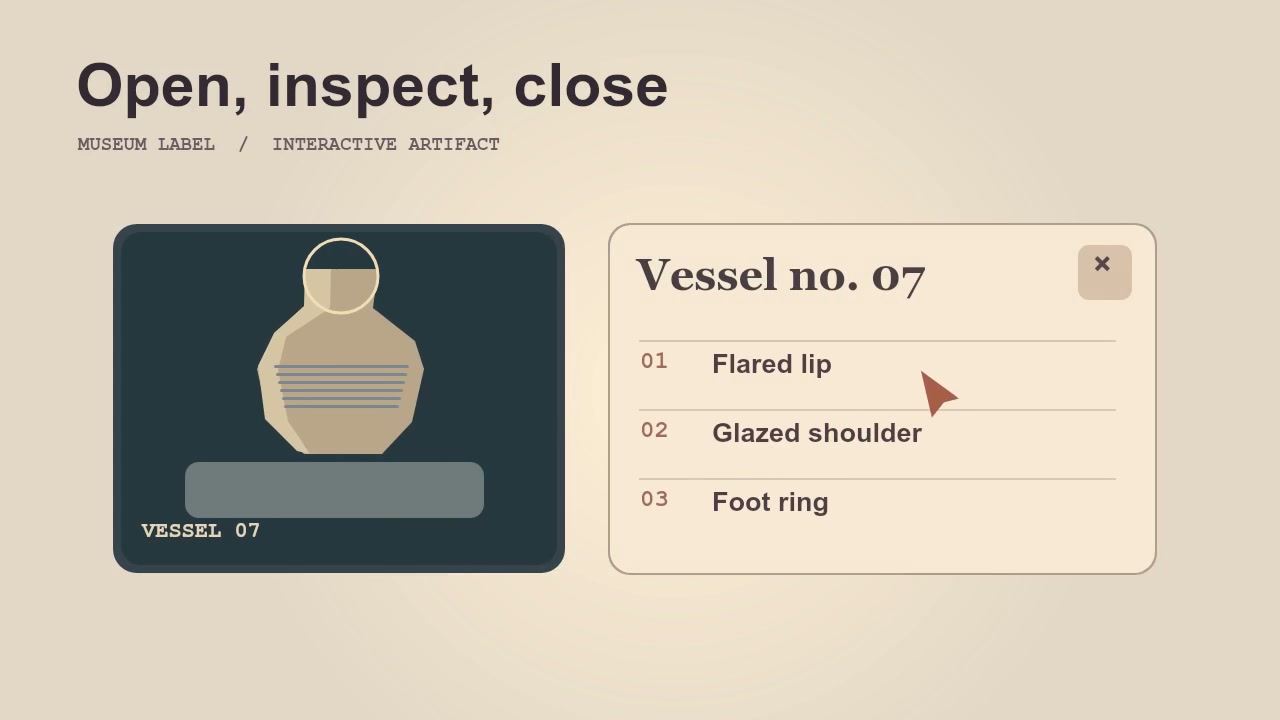 Open, inspect, close
MUSEUM LABEL / INTERACTIVE ARTIFACT
VESSEL 07
Vessel no. 07
×
01 Flared lip
02 Glazed shoulder
03 Foot ring